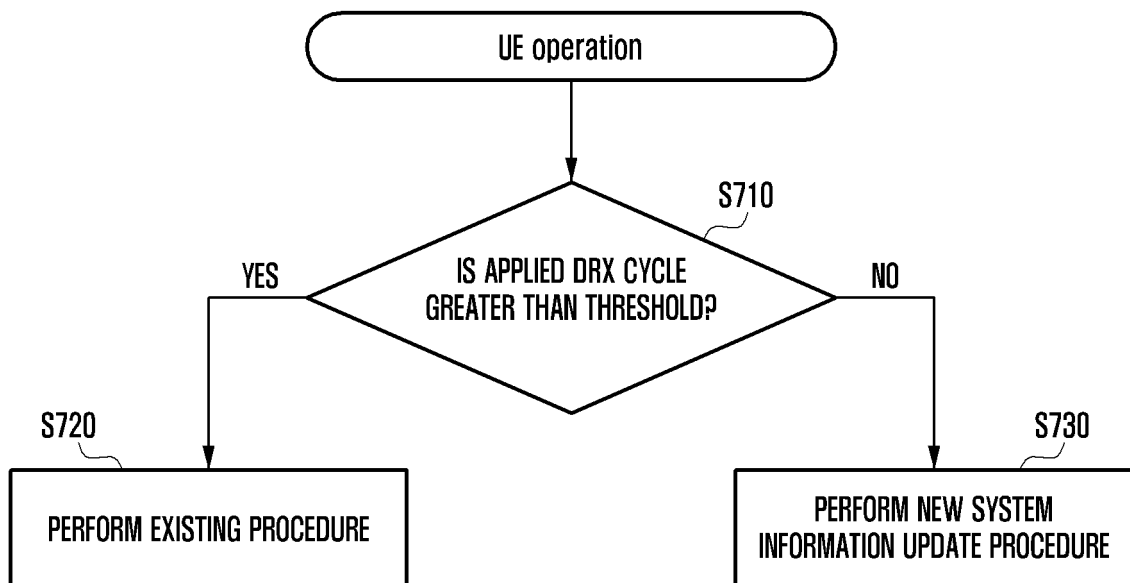 UE operation
S710
IS APPLIED DRX CYCLE
GREATER THAN THRESHOLD?
YES
NO
S720
S730
PERFORM EXISTING PROCEDURE
PERFORM NEW SYSTEM
INFORMATION UPDATE PROCEDURE